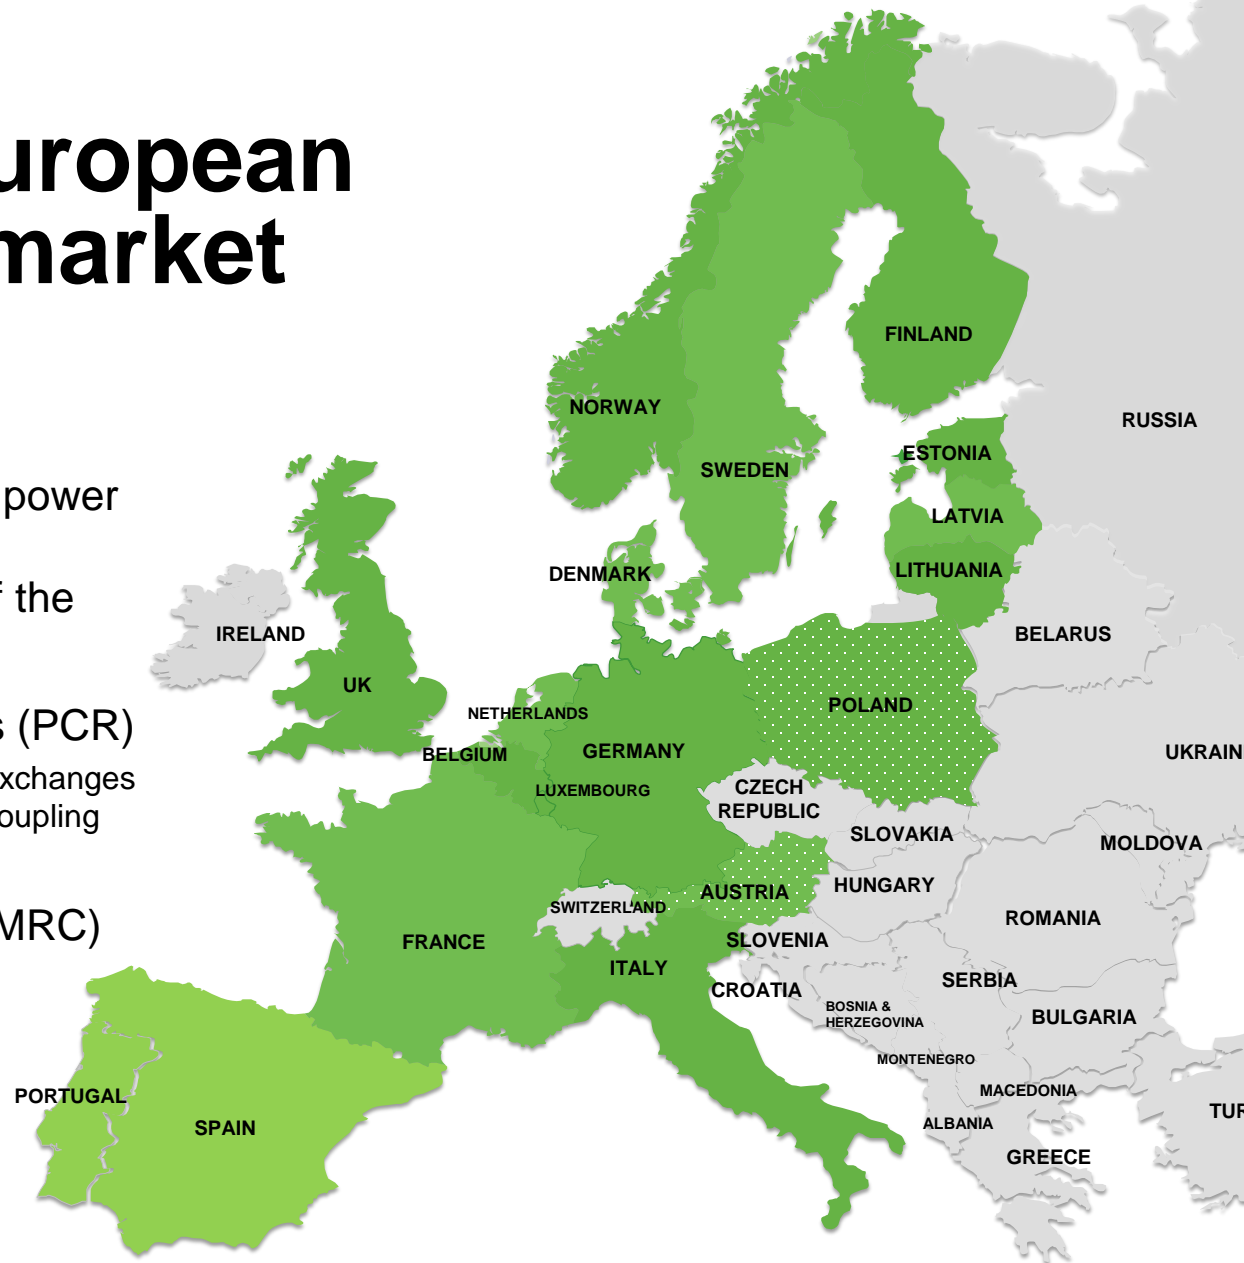 uropean
market
power
f the
s (PCR)
xchanges
oupling
MRC)
FINLAND
NORWAY
RUSSIA
SWEDEN
ESTONIA
LATVIA
LITHUANIA
DENMARK
IRELAND
BELARUS
UK
POLAND
NETHERLANDS
BELGIUM
GERMANY
UKRAIN
LUXEMBOURG
CZECH
REPUBLIC
SLOVAKIA
MOLDOVA
HUNGARY
AUSTRIA
SWITZERLAND
ROMANIA
FRANCE
SLOVENIA
ITALY
CROATIA
SERBIA
BOSNIA &
HERZEGOVINA
BULGARIA
MONTENEGRO
MACEDONIA
PORTUGAL
SPAIN
ALBANIA
TUR
GREECE